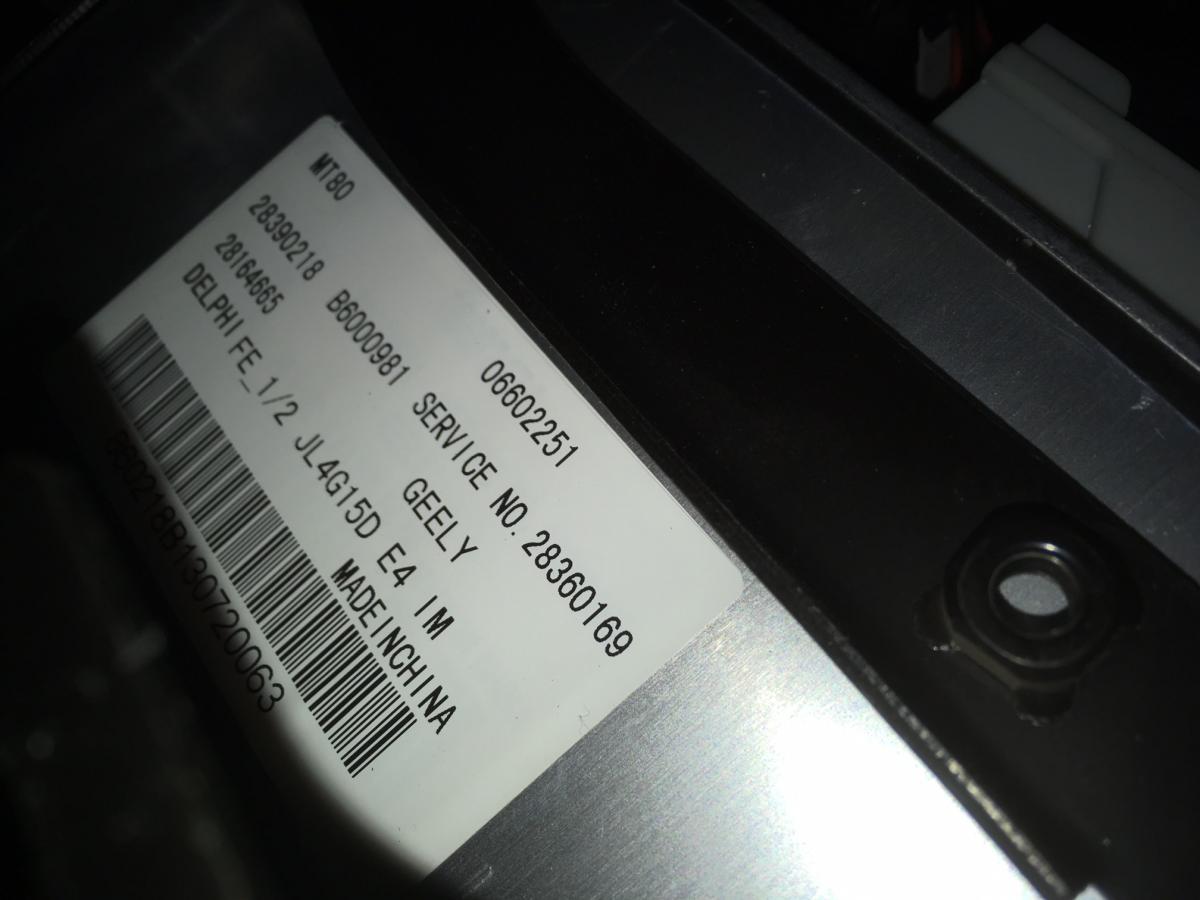 MT80
06602251
28390218 B6000981 SERVICE NO. 28360169
28164665 GEELY
DELPHI FE_1/2 JL4G15D E4 IM
MADEINCHINA